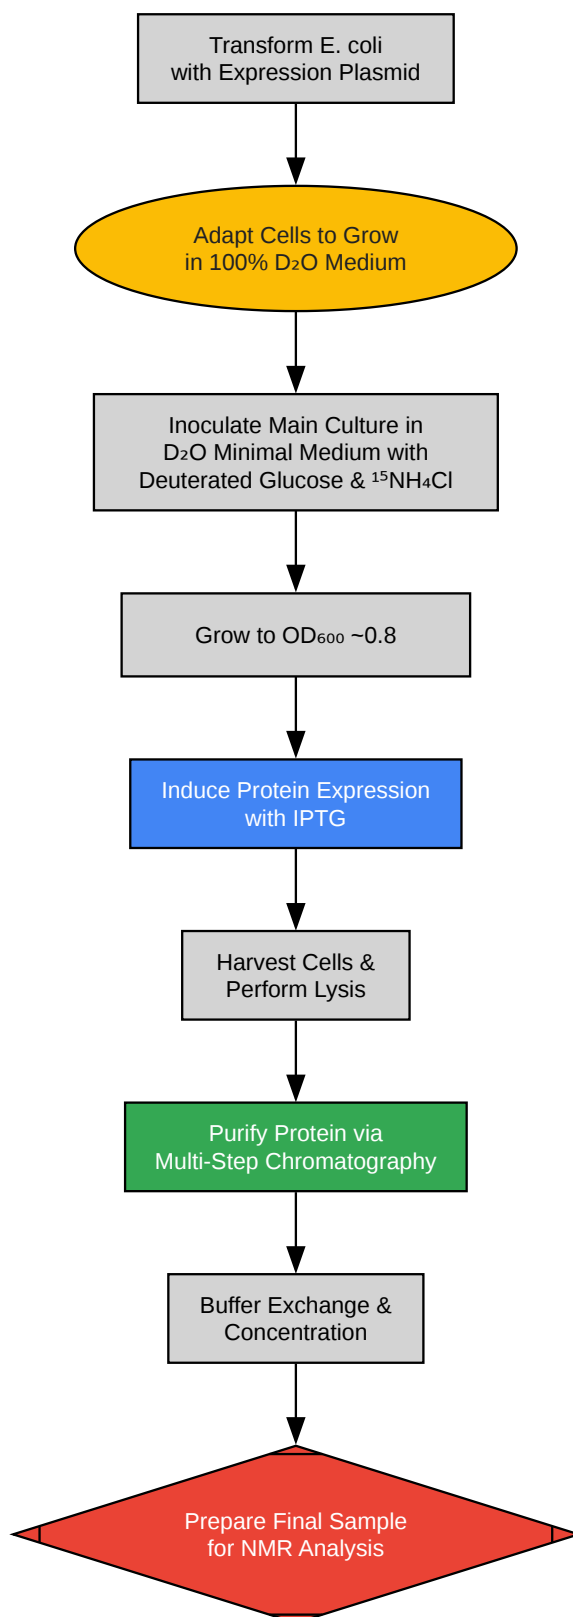 Transform E. coli
with Expression Plasmid
Adapt Cells to Grow
in 100% D₂O Medium
Inoculate Main Culture in
D₂O Minimal Medium with
Deuterated Glucose & ¹⁵NH₄Cl
Grow to OD₆₀₀ ~0.8
Induce Protein Expression
with IPTG
Harvest Cells &
Perform Lysis
Purify Protein via
Multi-Step Chromatography
Buffer Exchange &
Concentration
Prepare Final Sample
for NMR Analysis